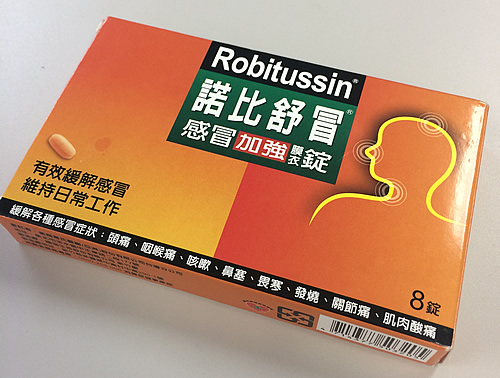 Robitussin®
諾比舒冒®
感冒加強膜衣錠
有效緩解感冒
維持日常工作
緩解各種感冒症狀:頭痛、咽喉痛、咳嗽、鼻塞、畏寒、發燒、關節痛、肌肉酸痛
8錠